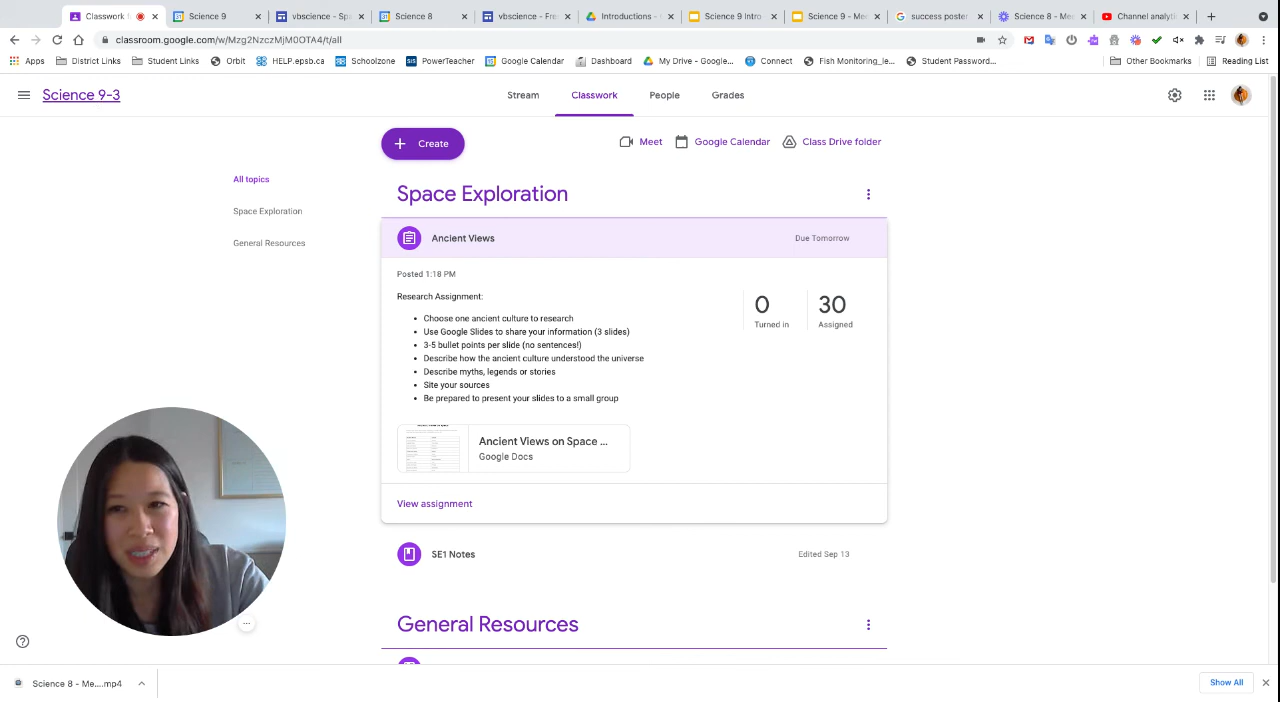 Classwork f
Science 9
vbscience - Spa
Science 8
vbscience - Fre
Introductions -
Science 9 Intro
Science 9 - Me
success poster
Science 8 - Me
Channel analyti
classroom.google.com/w/Mzg2NzczMjM0OTA4/t/all
Apps
District Links
Student Links
Orbit
HELP.epsb.ca
Schoolzone
SIS PowerTeacher
Google Calendar
Dashboard
My Drive - Google...
Connect
Fish Monitoring_le...
Student Password...
Other Bookmarks
Reading List
Science 9-3
Stream
Classwork
People
Grades
+ Create
Meet
Google Calendar
Class Drive folder
All topics
Space Exploration
General Resources
Space Exploration
Ancient Views
Due Tomorrow
Posted 1:18 PM
Research Assignment:
• Choose one ancient culture to research
• Use Google Slides to share your information (3 slides)
• 3-5 bullet points per slide (no sentences!)
• Describe how the ancient culture understood the universe
• Describe myths, legends or stories
• Site your sources
• Be prepared to present your slides to a small group
0
Turned in
30
Assigned
Ancient Views on Space ...
Google Docs
View assignment
SE1 Notes
Edited Sep 13
General Resources
Science 8 - Me....mp4
Show All